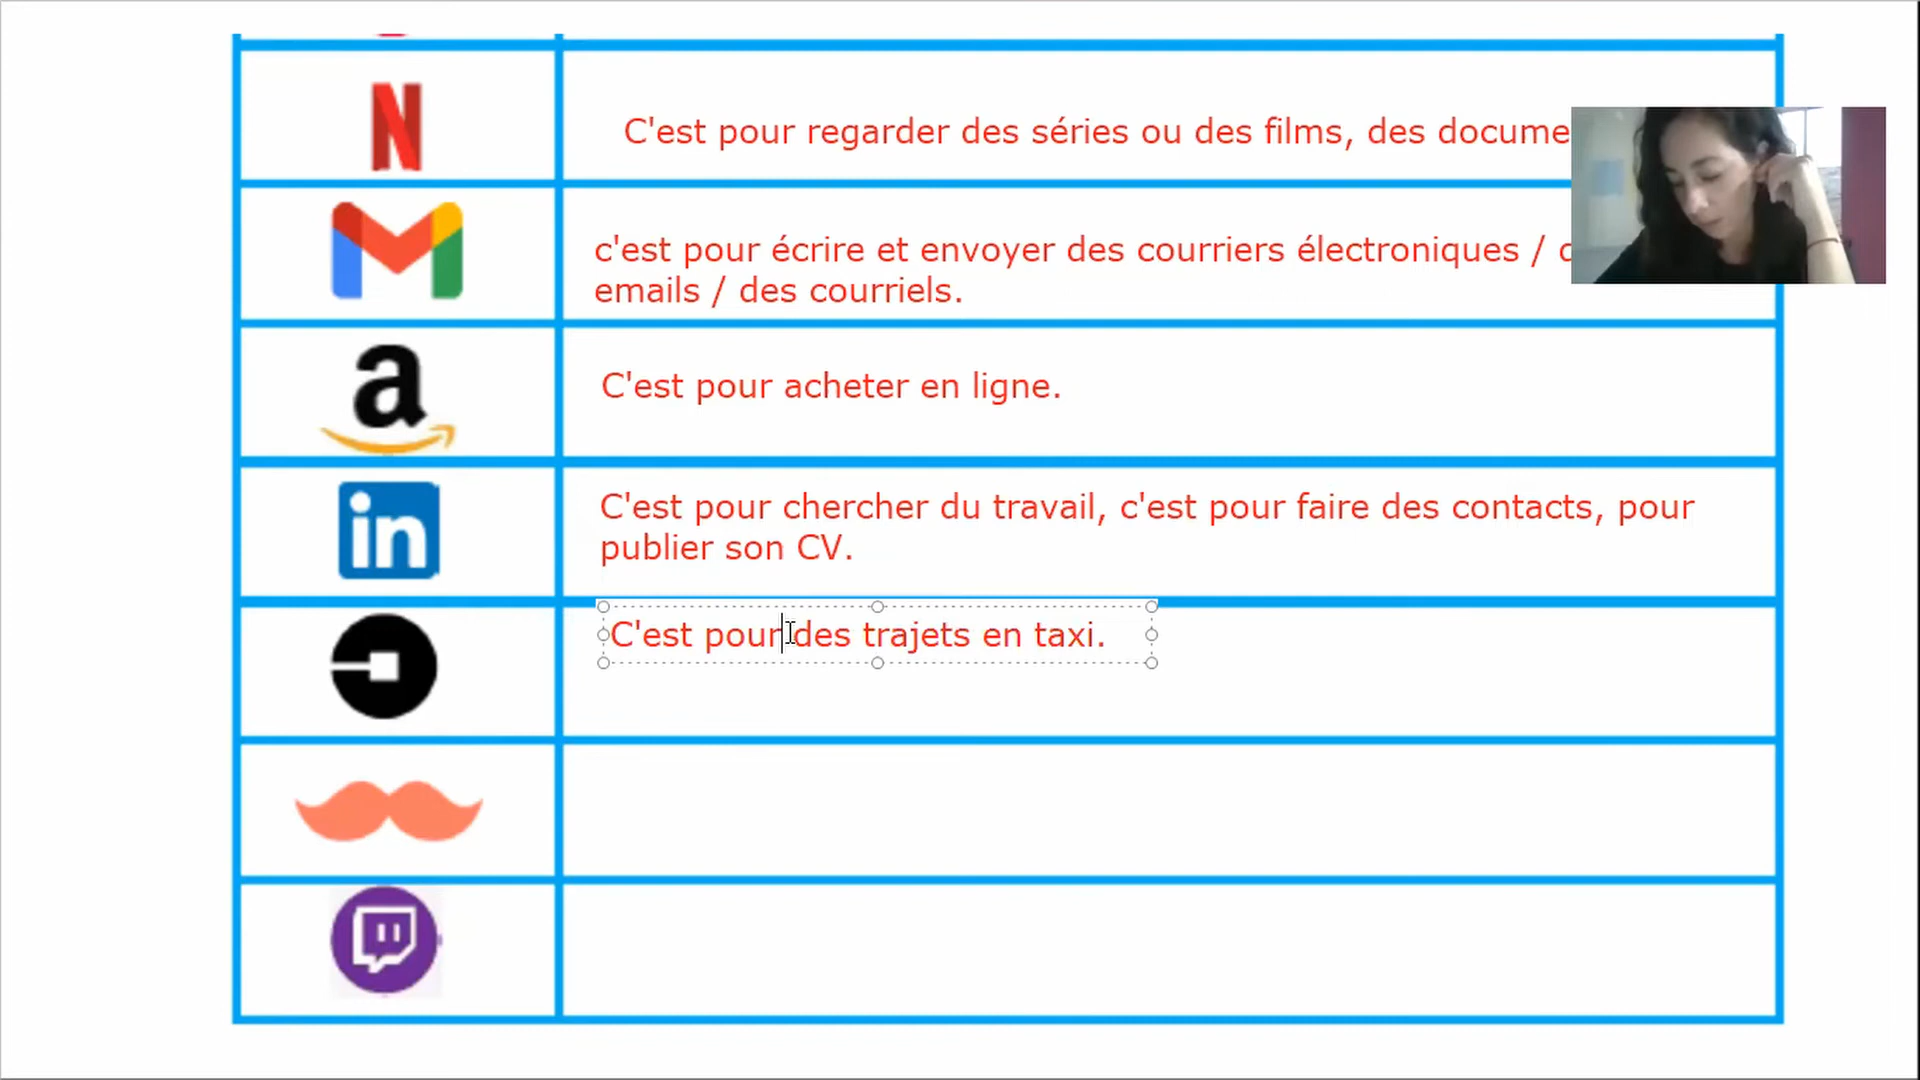 N
C'est pour regarder des séries ou des films, des docume
c'est pour écrire et envoyer des courriers électroniques /
emails / des courriels.
a
C'est pour acheter en ligne.
in
C'est pour chercher du travail, c'est pour faire des contacts, pour
publier son CV.
C'est pour des trajets en taxi.